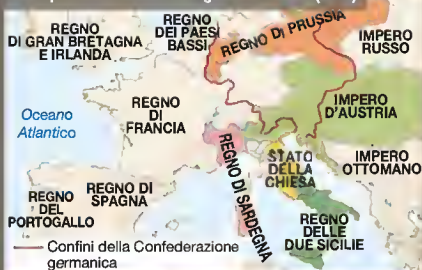 REGNO
DI GRAN BRETAGNA
E IRLANDA
REGNO
DEI PAESI
BASSI
REGNO DI PRUSSIA
IMPERO
RUSSO
Oceano
Atlantico
REGNO
DI
FRANCIA
IMPERO
D'AUSTRIA
STATO
DELLA
CHIESA
IMPERO
OTTOMANO
REGNO DI SARDEGNA
REGNO
DEL
PORTOGALLO
REGNO DI
SPAGNA
REGNO
DELLE
DUE SICILIE
Confini della Confederazione
germanica